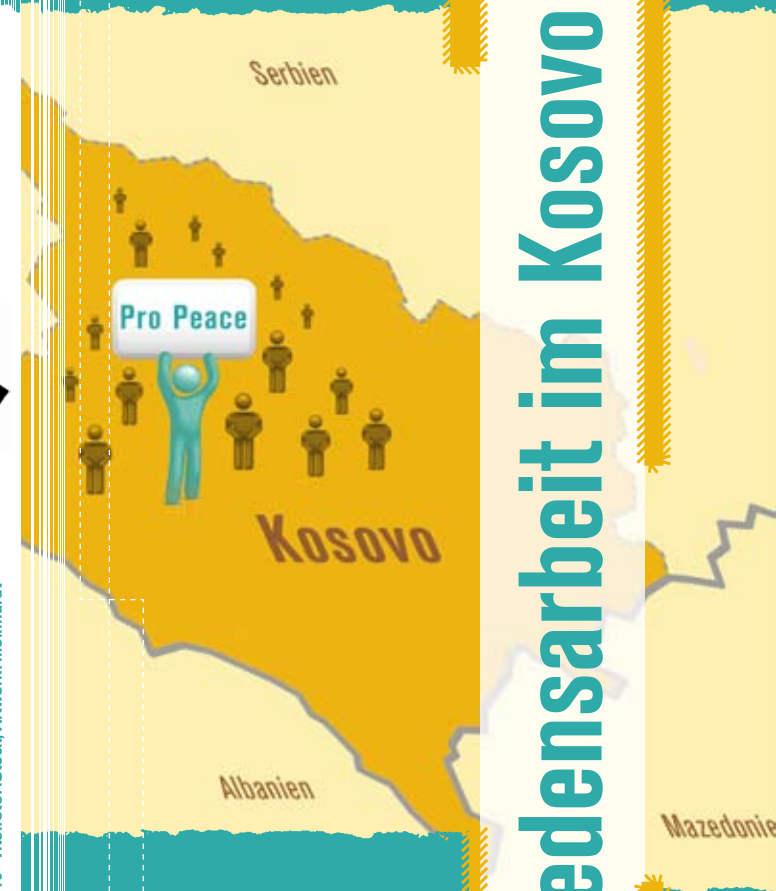 Serbien
Pro Peace
Kosovo
Albanien
Mazedonie
edensarbeit im Kosovo